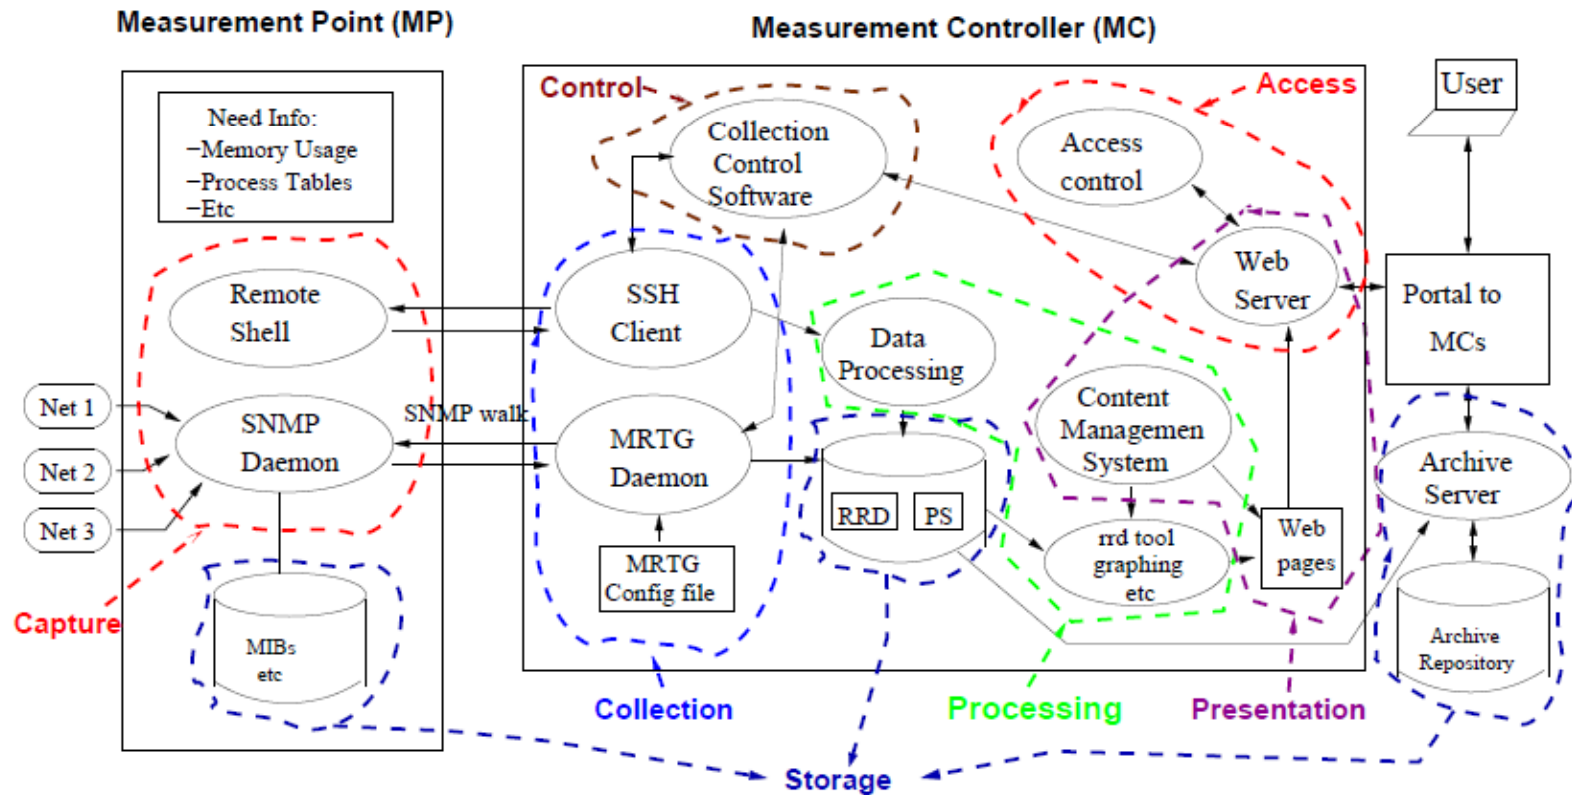 Measurement Point (MP)
Measurement Controller (MC)
Need Info:
–Memory Usage
–Process Tables
–Etc
Control
Collection
Control
Software
Access
Access
control
User
Remote
Shell
SSH
Client
Data
Processing
Web
Server
Portal to
MCs
Net 1
Net 2
Net 3
SNMP
Daemon
SNMP walk
MRTG
Daemon
Content
Managemen
System
Archive
Server
RRD
PS
rrd tool
graphing
etc
Web
pages
MRTG
Config file
Capture
MIBs
etc
Archive
Repository
Collection
Processing
Presentation
Storage